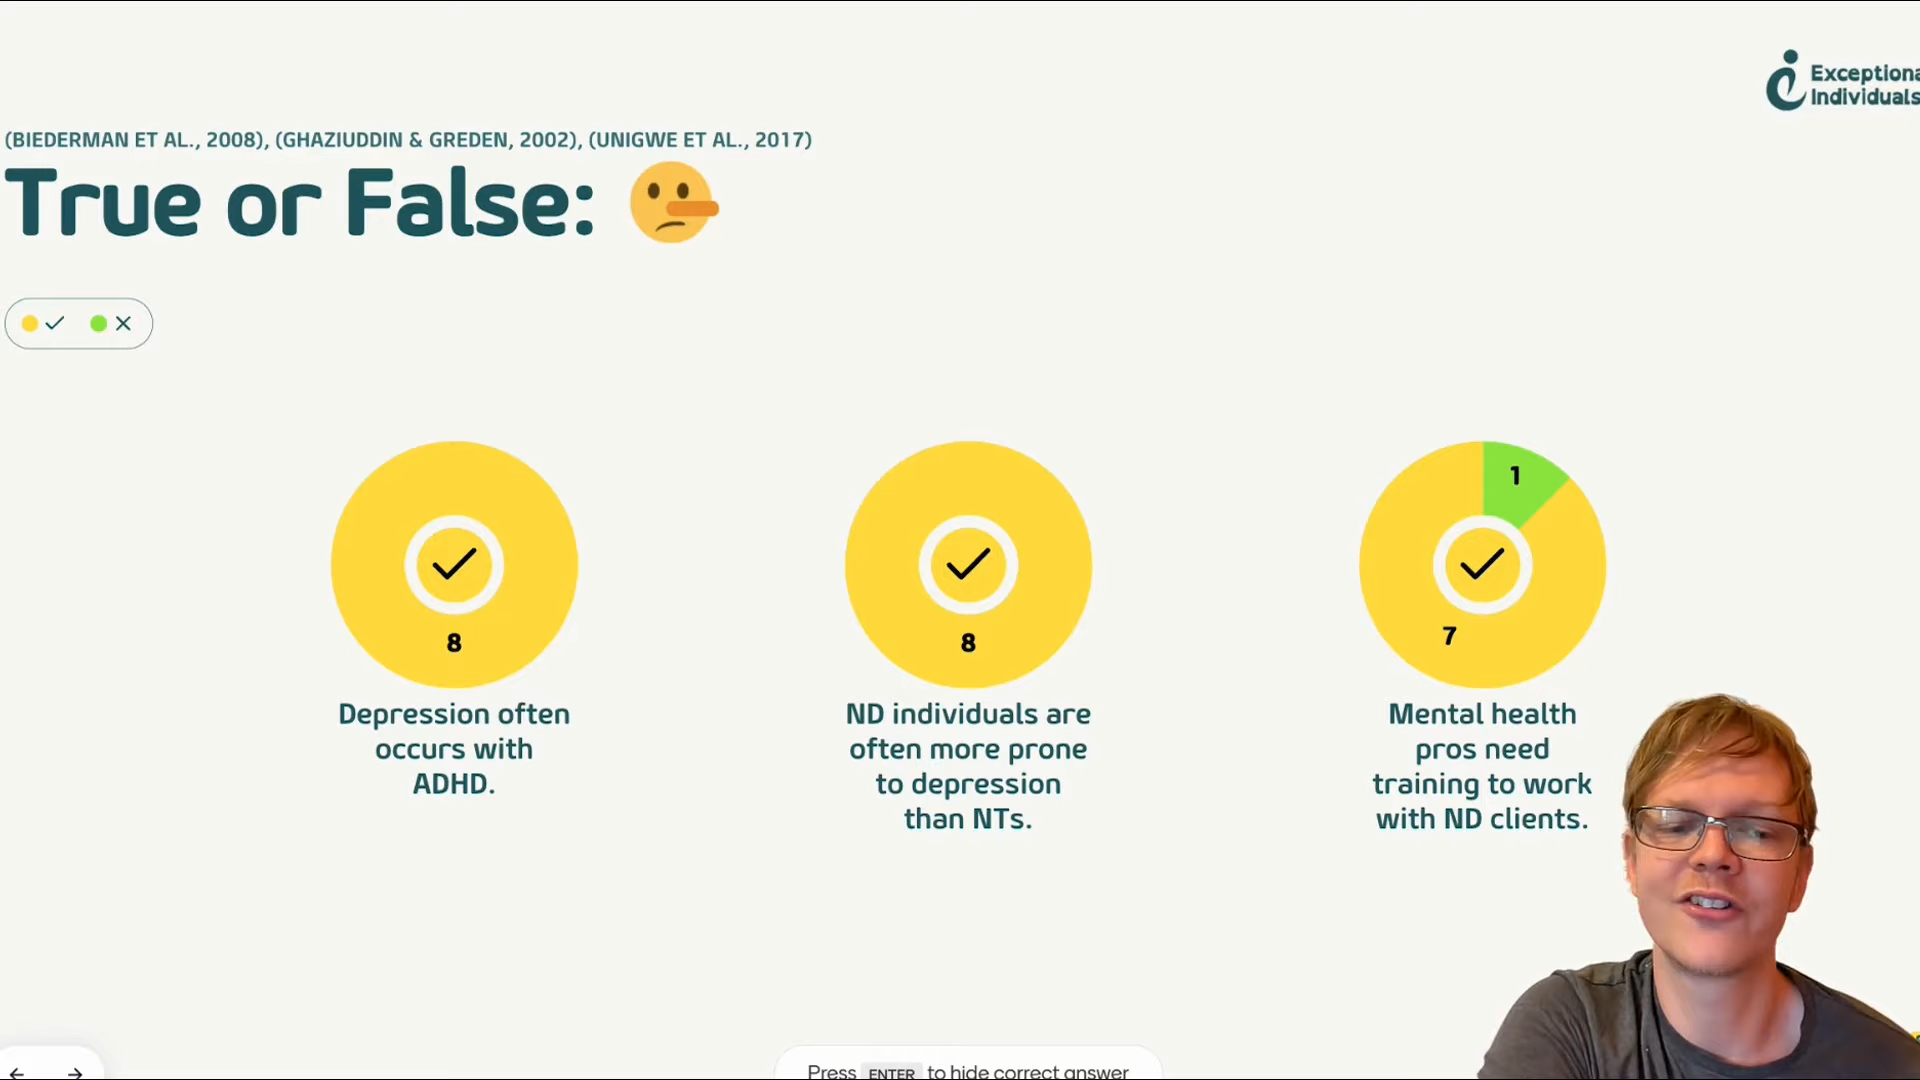 Exceptiona
Individuals
(BIEDERMAN ET AL., 2008), (GHAZIUDDIN & GREDEN, 2002), (UNIGWE ET AL., 2017)
True or False:
8
Depression often
occurs with
ADHD.
8
ND individuals are
often more prone
to depression
than NTs.
1
7
Mental health
pros need
training to work
with ND clients.
Press ENTER to hide correct answer